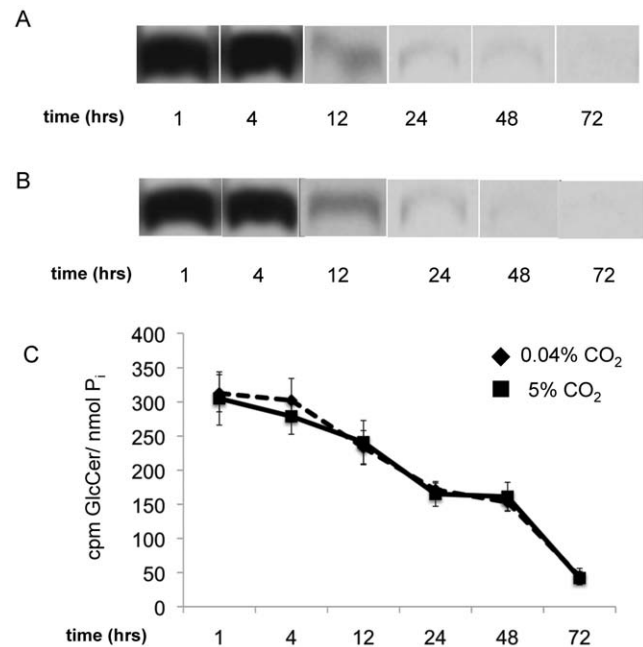 A
time (hrs) 1 4 12 24 48 72
B
time (hrs) 1 4 12 24 48 72
C
400
350
300
250
200
150
100
50
0
cpm GlcCer/ nmol Pi
0.04% CO2
5% CO2
time (hrs) 1 4 12 24 48 72